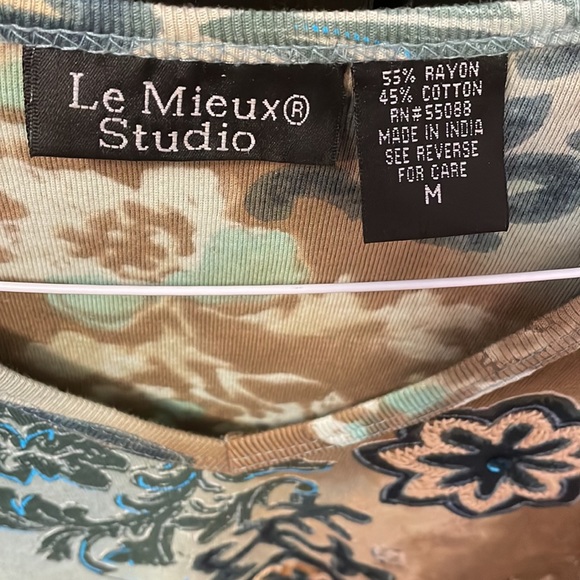 Le Mieux®
Studio
55% RAYON
45% COTTON
RN#55088
MADE IN INDIA
SEE REVERSE
FOR CARE
M